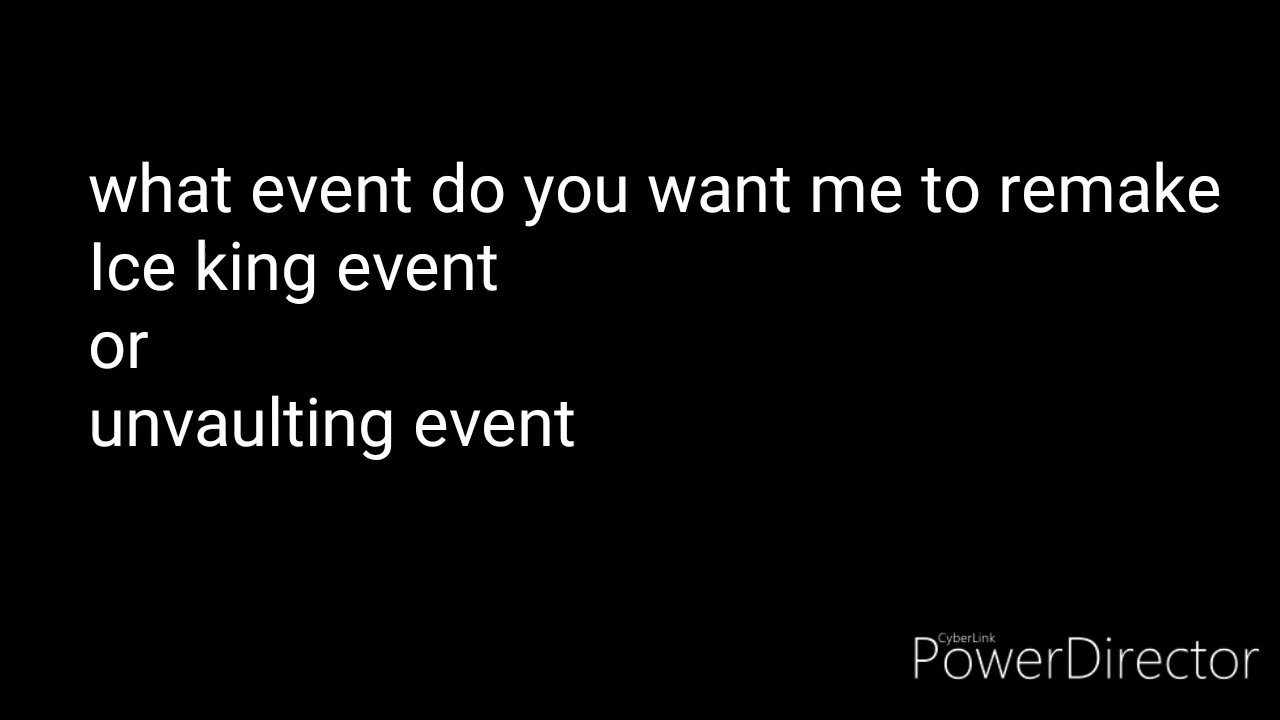 what event do you want me to remake
Ice king event
or
unvaulting event
CyberLink
PowerDirector